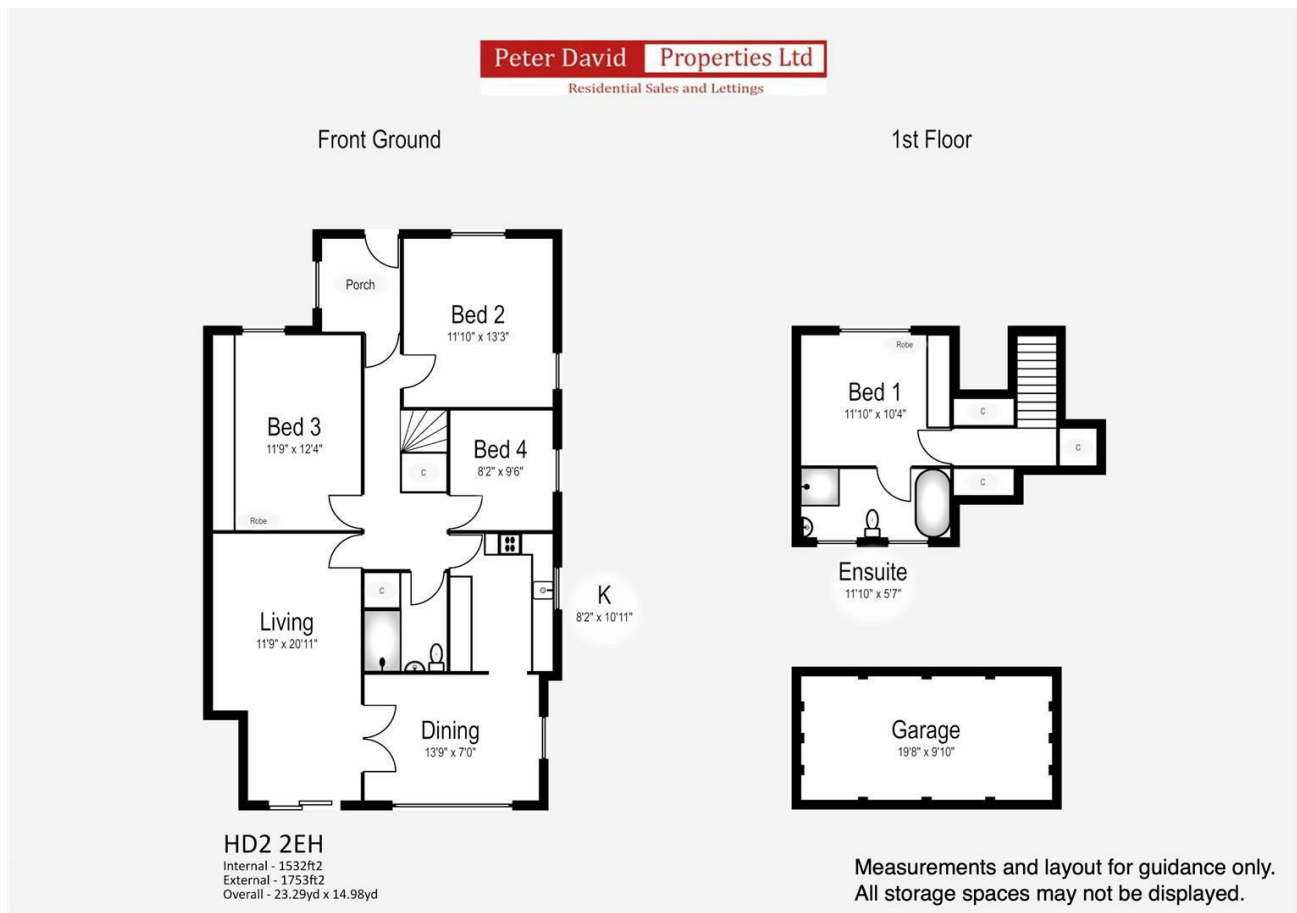 Peter David Properties Ltd
Residential Sales and Lettings
Front Ground
1st Floor
Porch
Bed 2
11'10" x 13'3"
Bed 3
11'9" x 12'4"
Robe
Bed 4
8'2" x 9'6"
C
C
Living
11'9" x 20'11"
K
8'2" x 10'11"
Dining
13'9" x 7'0"
Robe
Bed 1
11'10" x 10'4"
C
C
C
Ensuite
11'10" x 5'7"
Garage
19'8" x 9'10"
HD2 2EH
Internal - 1532ft2
External - 1753ft2
Overall - 23.29yd x 14.98yd
Measurements and layout for guidance only.
All storage spaces may not be displayed.